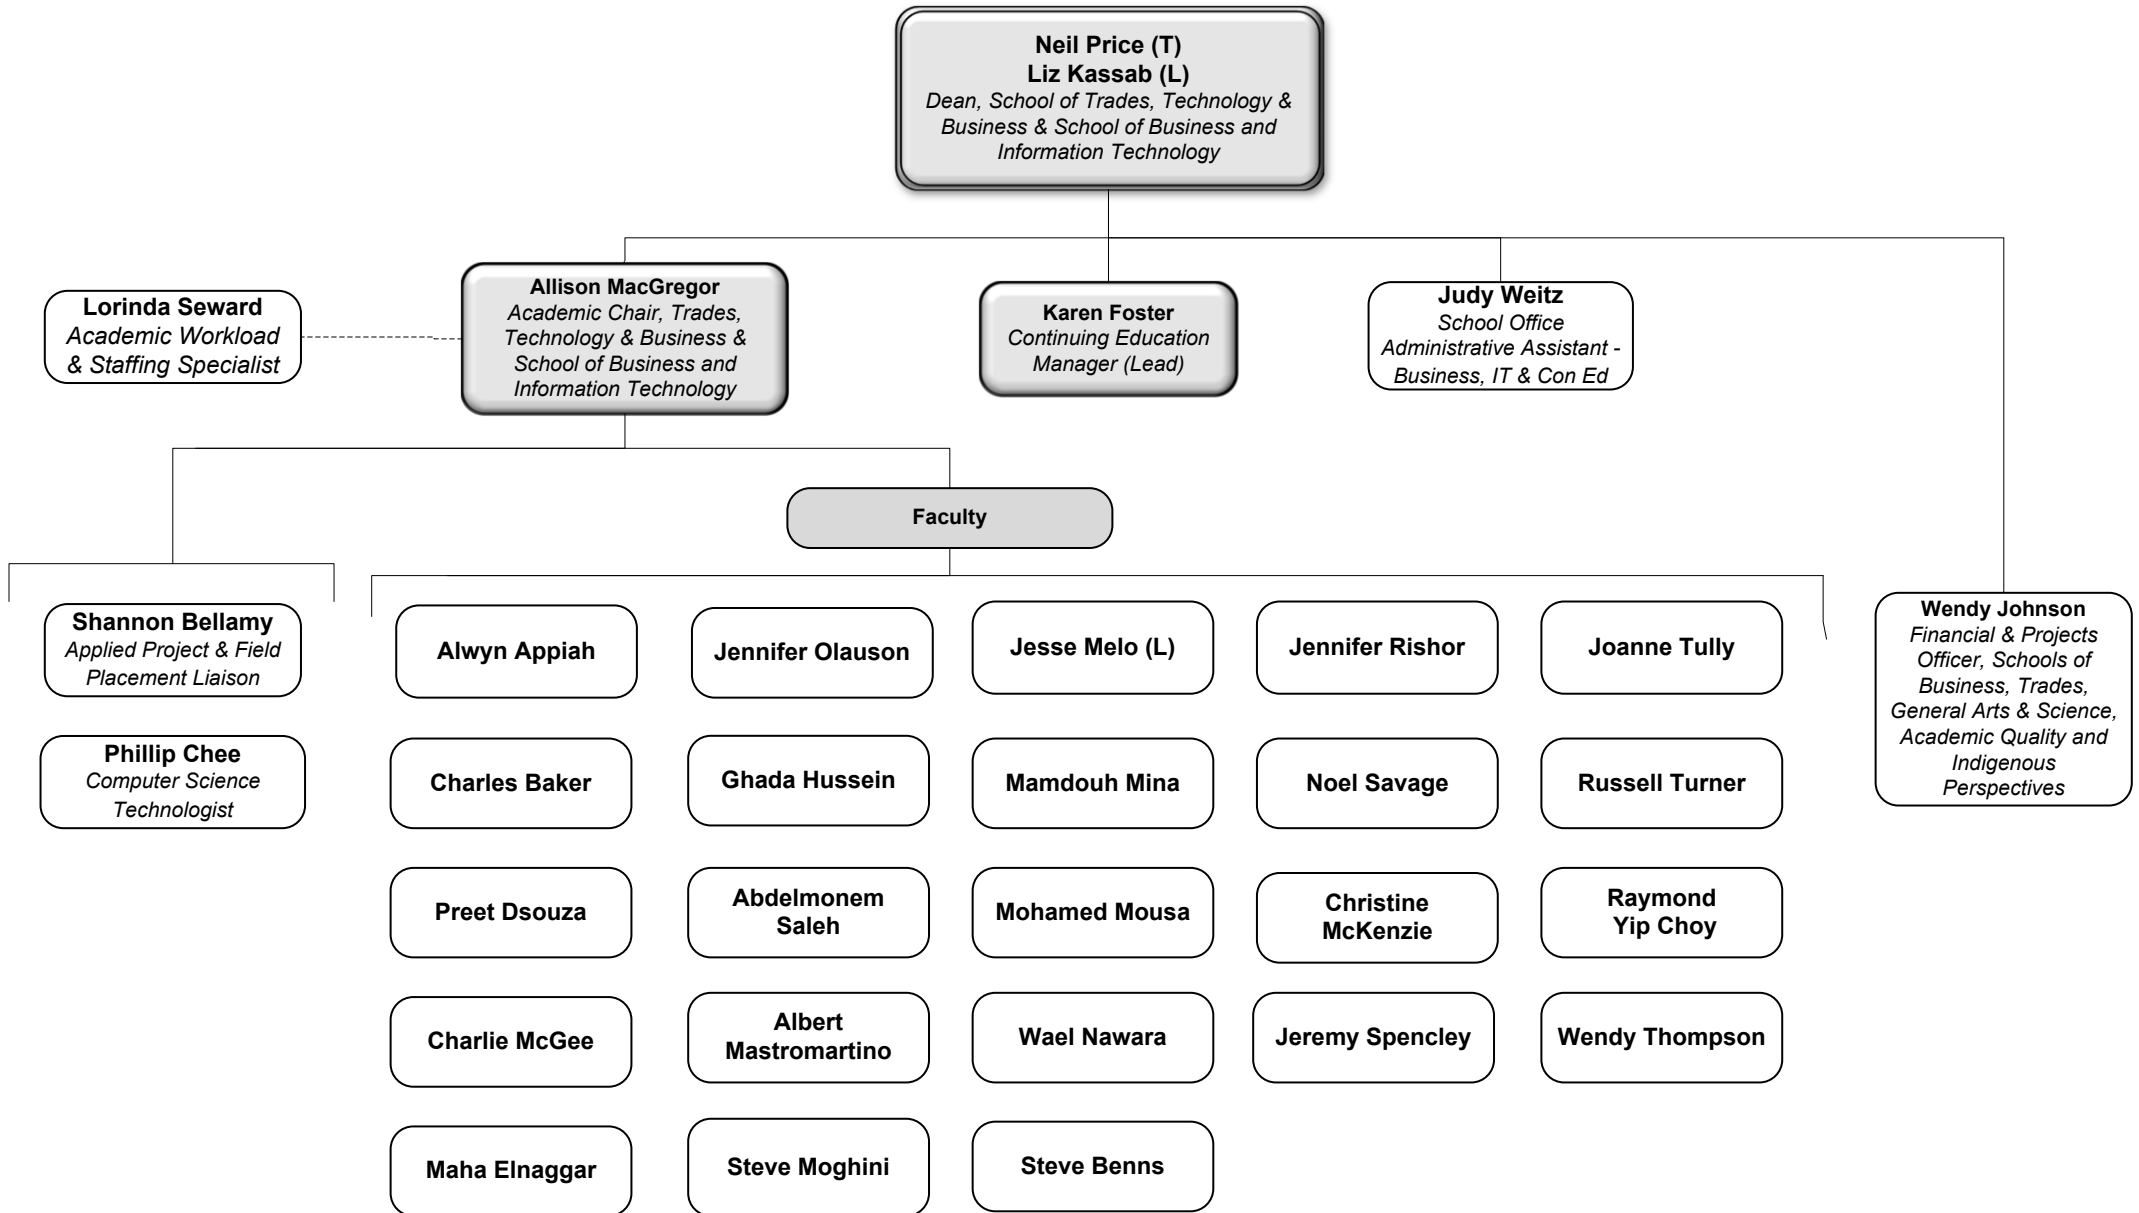 Neil Price (T)
Liz Kassab (L)
Dean, School of Trades, Technology &
Business & School of Business and
Information Technology
Lorinda Seward
Academic Workload
& Staffing Specialist
Allison MacGregor
Academic Chair, Trades,
Technology & Business &
School of Business and
Information Technology
Karen Foster
Continuing Education
Manager (Lead)
Judy Weitz
School Office
Administrative Assistant -
Business, IT & Con Ed
Faculty
Shannon Bellamy
Applied Project & Field
Placement Liaison
Phillip Chee
Computer Science
Technologist
Alwyn Appiah
Jennifer Olauson
Jesse Melo (L)
Jennifer Rishor
Joanne Tully
Charles Baker
Ghada Hussein
Mamdouh Mina
Noel Savage
Russell Turner
Preet Dsouza
Abdelmonem
Saleh
Mohamed Mousa
Christine
McKenzie
Raymond
Yip Choy
Charlie McGee
Albert
Mastromartino
Wael Nawara
Jeremy Spencley
Wendy Thompson
Maha Elnaggar
Steve Moghini
Steve Benns
Wendy Johnson
Financial & Projects
Officer, Schools of
Business, Trades,
General Arts & Science,
Academic Quality and
Indigenous
Perspectives